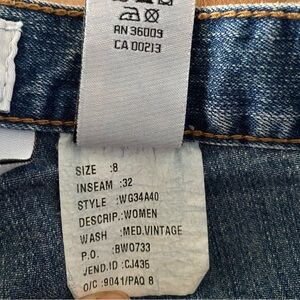 RN 36009
CA 00213
SIZE :8
INSEAM :32
STYLE :WG34A40
DESCRIP.:WOMEN
WASH :MED.VINTAGE
P.O. :BWO733
JEND.ID :CJ435
O/C :9041/PAQ 8